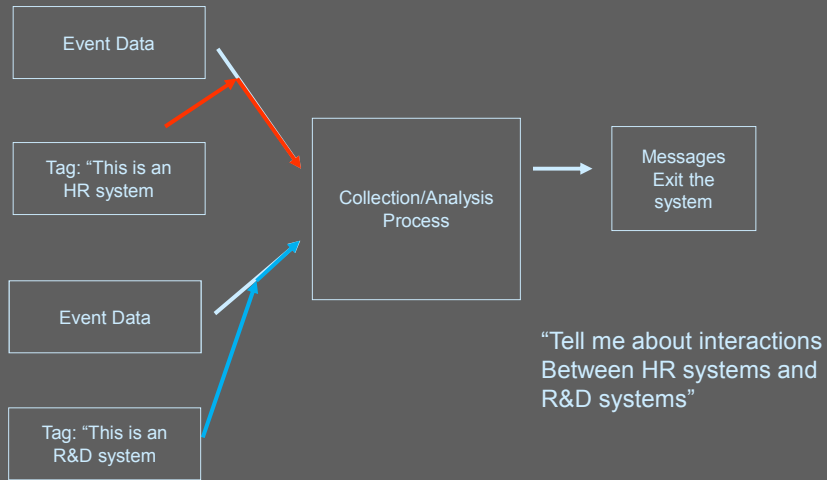 Event Data
Tag: “This is an
HR system
Event Data
Tag: “This is an
R&D system
Collection/Analysis
Process
Messages
Exit the
system
“Tell me about interactions
Between HR systems and
R&D systems”